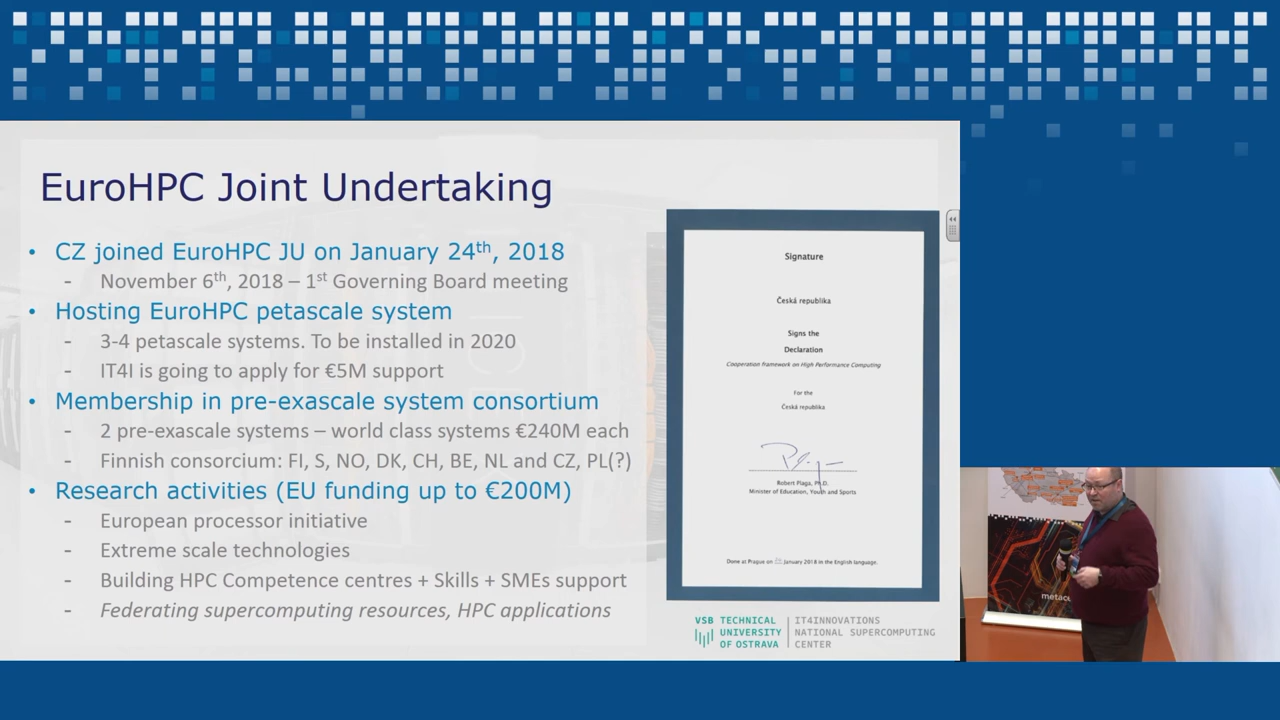 EuroHPC Joint Undertaking
• CZ joined EuroHPC JU on January 24th, 2018
- November 6th, 2018 – 1st Governing Board meeting
• Hosting EuroHPC petascale system
- 3-4 petascale systems. To be installed in 2020
- IT4I is going to apply for €5M support
• Membership in pre-exascale system consortium
- 2 pre-exascale systems – world class systems €240M each
- Finnish consorcium: FI, S, NO, DK, CH, BE, NL and CZ, PL(?)
• Research activities (EU funding up to €200M)
- European processor initiative
- Extreme scale technologies
- Building HPC Competence centres + Skills + SMEs support
- Federating supercomputing resources, HPC applications
Signature
Česká republika
Signs the
Declaration
Cooperation framework on High Performance Computing
For the
Česká republika
Robert Plaga, Ph.D.
Minister of Education, Youth and Sports
Done at Prague on January 2018 in the English language.
VSB TECHNICAL
UNIVERSITY
OF OSTRAVA
IT4INNOVATIONS
NATIONAL SUPERCOMPUTING
CENTER